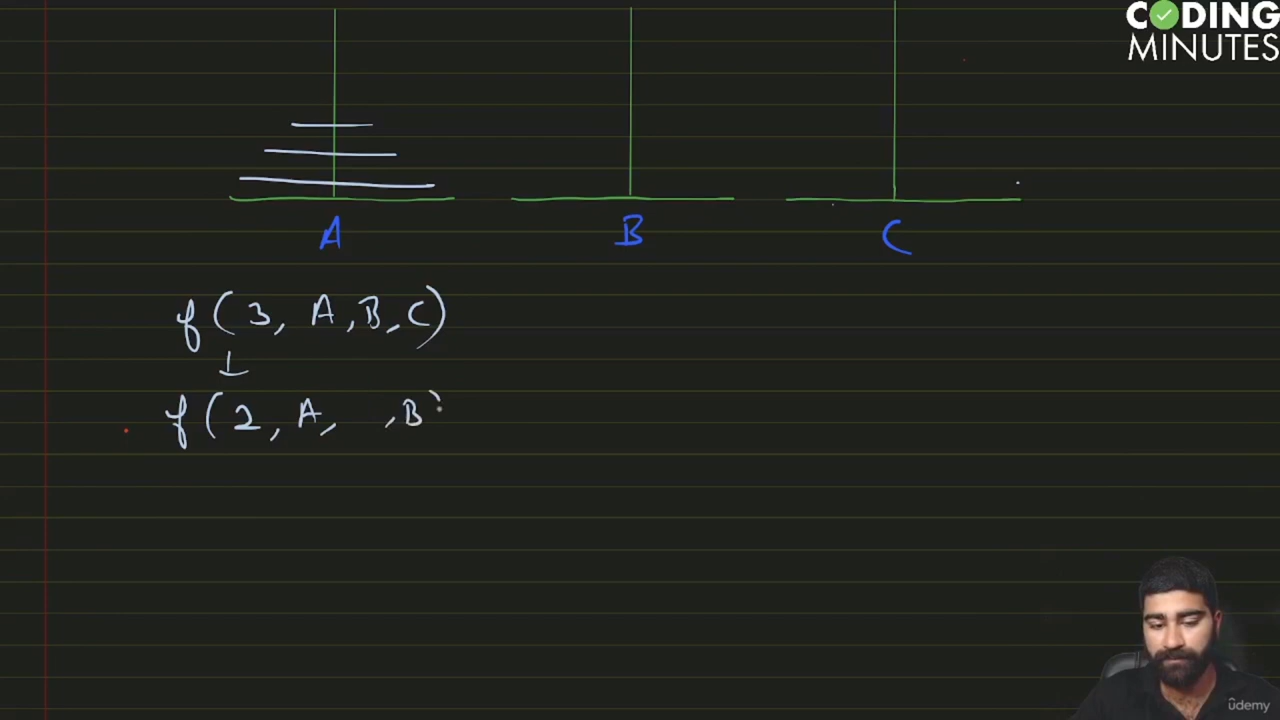 CODING
MINUTES
A B C
f(3, A, B, C)
f(2, A, , B)
udemy